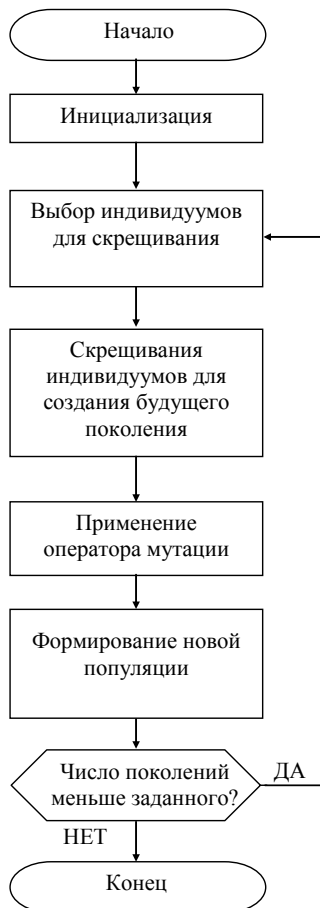 Начало
Инициализация
Выбор индивидуумов
для скрещивания
Скрещивания
индивидуумов для
создания будущего
поколения
Применение
оператора мутации
Формирование новой
популяции
Число поколений
меньше заданного?
ДА
НЕТ
Конец